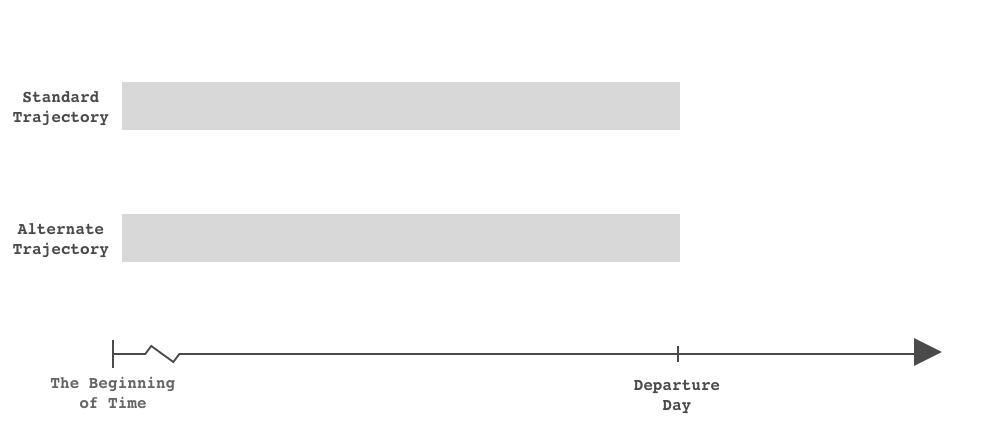 Standard
Trajectory
Alternate
Trajectory
The Beginning
of Time
Departure
Day